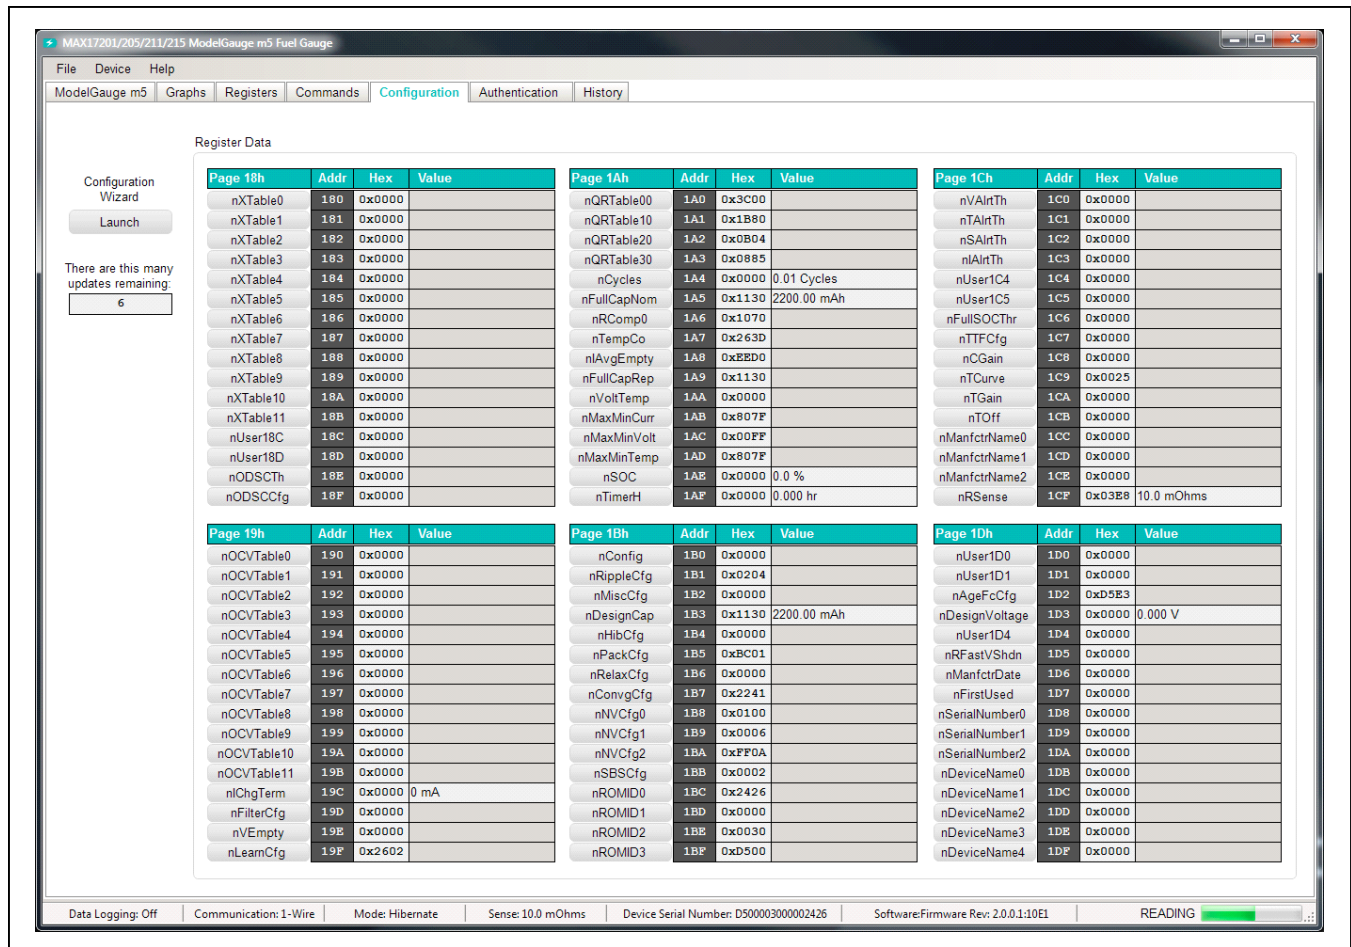 MAX17201/205/211/215 ModelGauge m5 Fuel Gauge
File Device Help
ModelGauge m5 Graphs Registers Commands Configuration Authentication History
Register Data
Configuration
Wizard
Launch
There are this many
updates remaining:
6
Page 18h Addr Hex Value
nXTable0 180 0x0000
nXTable1 181 0x0000
nXTable2 182 0x0000
nXTable3 183 0x0000
nXTable4 184 0x0000
nXTable5 185 0x0000
nXTable6 186 0x0000
nXTable7 187 0x0000
nXTable8 188 0x0000
nXTable9 189 0x0000
nXTable10 18A 0x0000
nXTable11 18B 0x0000
nUser18C 18C 0x0000
nUser18D 18D 0x0000
nODSCTh 18E 0x0000
nODSCCfg 18F 0x0000
Page 1Ah Addr Hex Value
nQRTable00 1A0 0x3C00
nQRTable10 1A1 0x1B80
nQRTable20 1A2 0x0B04
nQRTable30 1A3 0x0885
nCycles 1A4 0x0000 0.01 Cycles
nFullCapNom 1A5 0x1130 2200.00 mAh
nRComp0 1A6 0x1070
nTempCo 1A7 0x263D
nIAvgEmpty 1A8 0xEED0
nFullCapRep 1A9 0x1130
nVoltTemp 1AA 0x0000
nMaxMinCurr 1AB 0x807F
nMaxMinVolt 1AC 0x00FF
nMaxMinTemp 1AD 0x807F
nSOC 1AE 0x0000 0.0 %
nTimerH 1AF 0x0000 0.000 hr
Page 1Ch Addr Hex Value
nVAlrtTh 1C0 0x0000
nTAlrtTh 1C1 0x0000
nSAlrtTh 1C2 0x0000
nIAlrtTh 1C3 0x0000
nUser1C4 1C4 0x0000
nUser1C5 1C5 0x0000
nFullSOCThr 1C6 0x0000
nTTFCfg 1C7 0x0000
nCGain 1C8 0x0000
nTCurve 1C9 0x0025
nTGain 1CA 0x0000
nTOff 1CB 0x0000
nManfctrName0 1CC 0x0000
nManfctrName1 1CD 0x0000
nManfctrName2 1CE 0x0000
nRSense 1CF 0x03E8 10.0 mOhms
Page 19h Addr Hex Value
nOCVTable0 190 0x0000
nOCVTable1 191 0x0000
nOCVTable2 192 0x0000
nOCVTable3 193 0x0000
nOCVTable4 194 0x0000
nOCVTable5 195 0x0000
nOCVTable6 196 0x0000
nOCVTable7 197 0x0000
nOCVTable8 198 0x0000
nOCVTable9 199 0x0000
nOCVTable10 19A 0x0000
nOCVTable11 19B 0x0000
nIChgTerm 19C 0x0000 0 mA
nFilterCfg 19D 0x0000
nVEmpty 19E 0x0000
nLearnCfg 19F 0x2602
Page 1Bh Addr Hex Value
nConfig 1B0 0x0000
nRippleCfg 1B1 0x0204
nMiscCfg 1B2 0x0000
nDesignCap 1B3 0x1130 2200.00 mAh
nHibCfg 1B4 0x0000
nPackCfg 1B5 0xBC01
nRelaxCfg 1B6 0x0000
nConvgCfg 1B7 0x2241
nNVCfg0 1B8 0x0100
nNVCfg1 1B9 0x0006
nNVCfg2 1BA 0xFF0A
nSBSCfg 1BB 0x0002
nROMID0 1BC 0x2426
nROMID1 1BD 0x0000
nROMID2 1BE 0x0030
nROMID3 1BF 0xD500
Page 1Dh Addr Hex Value
nUser1D0 1D0 0x0000
nUser1D1 1D1 0x0000
nAgeFcCfg 1D2 0xD5E3
nDesignVoltage 1D3 0x0000 0.000 V
nUser1D4 1D4 0x0000
nRFastVShdn 1D5 0x0000
nManfctrDate 1D6 0x0000
nFirstUsed 1D7 0x0000
nSerialNumber0 1D8 0x0000
nSerialNumber1 1D9 0x0000
nSerialNumber2 1DA 0x0000
nDeviceName0 1DB 0x0000
nDeviceName1 1DC 0x0000
nDeviceName2 1DD 0x0000
nDeviceName3 1DE 0x0000
nDeviceName4 1DF 0x0000
Data Logging: Off Communication: 1-Wire Mode: Hibernate Sense: 10.0 mOhms Device Serial Number: D500003000002426 Software:Firmware Rev: 2.0.0.1:10E1 READING